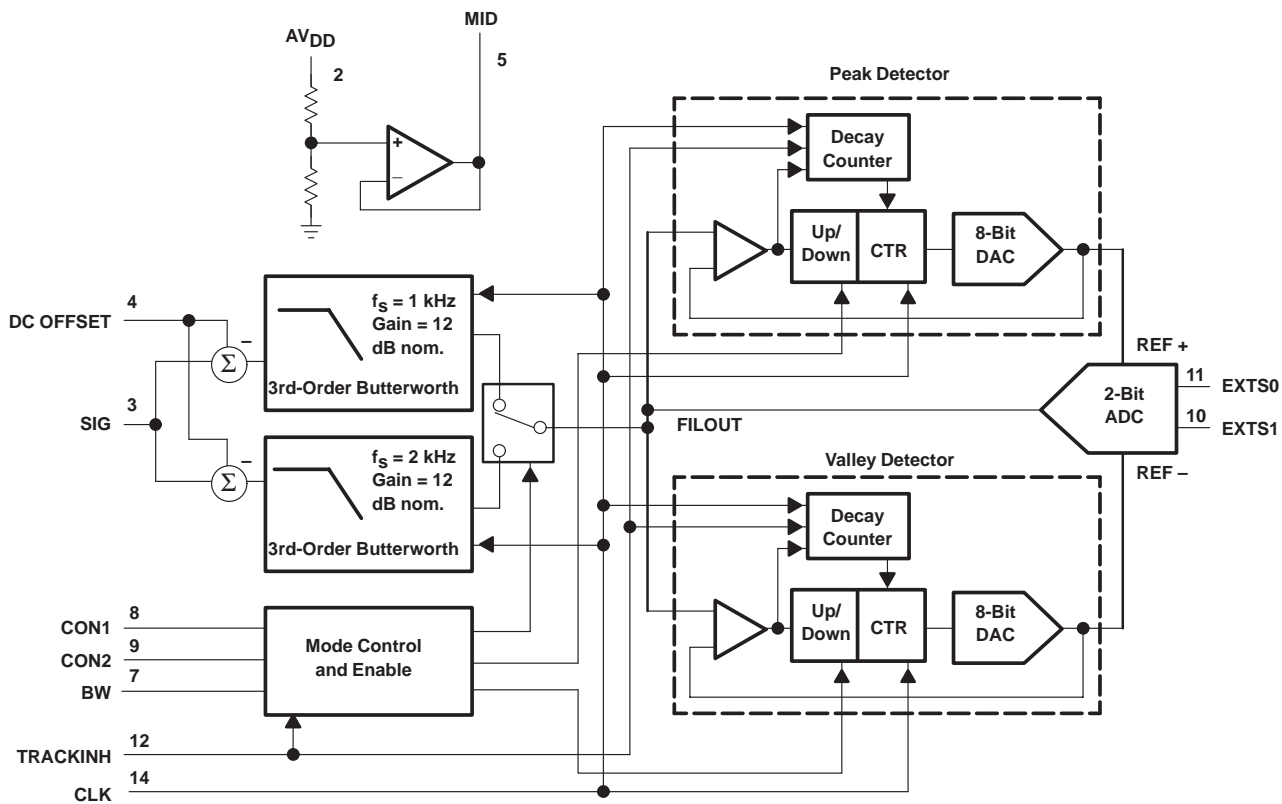 MID
AVDD
2
5
+
–
Peak Detector
Decay
Counter
Up/
Down
CTR
8-Bit
DAC
4
DC OFFSET
–
Σ
fs = 1 kHz
Gain = 12
dB nom.
3rd-Order Butterworth
REF +
3
SIG
FILOUT
2-Bit
ADC
11
EXTS0
10
EXTS1
–
Σ
fs = 2 kHz
Gain = 12
dB nom.
3rd-Order Butterworth
REF –
Valley Detector
Decay
Counter
Up/
Down
CTR
8-Bit
DAC
8
CON1
9
CON2
7
BW
Mode Control
and Enable
12
TRACKINH
14
CLK